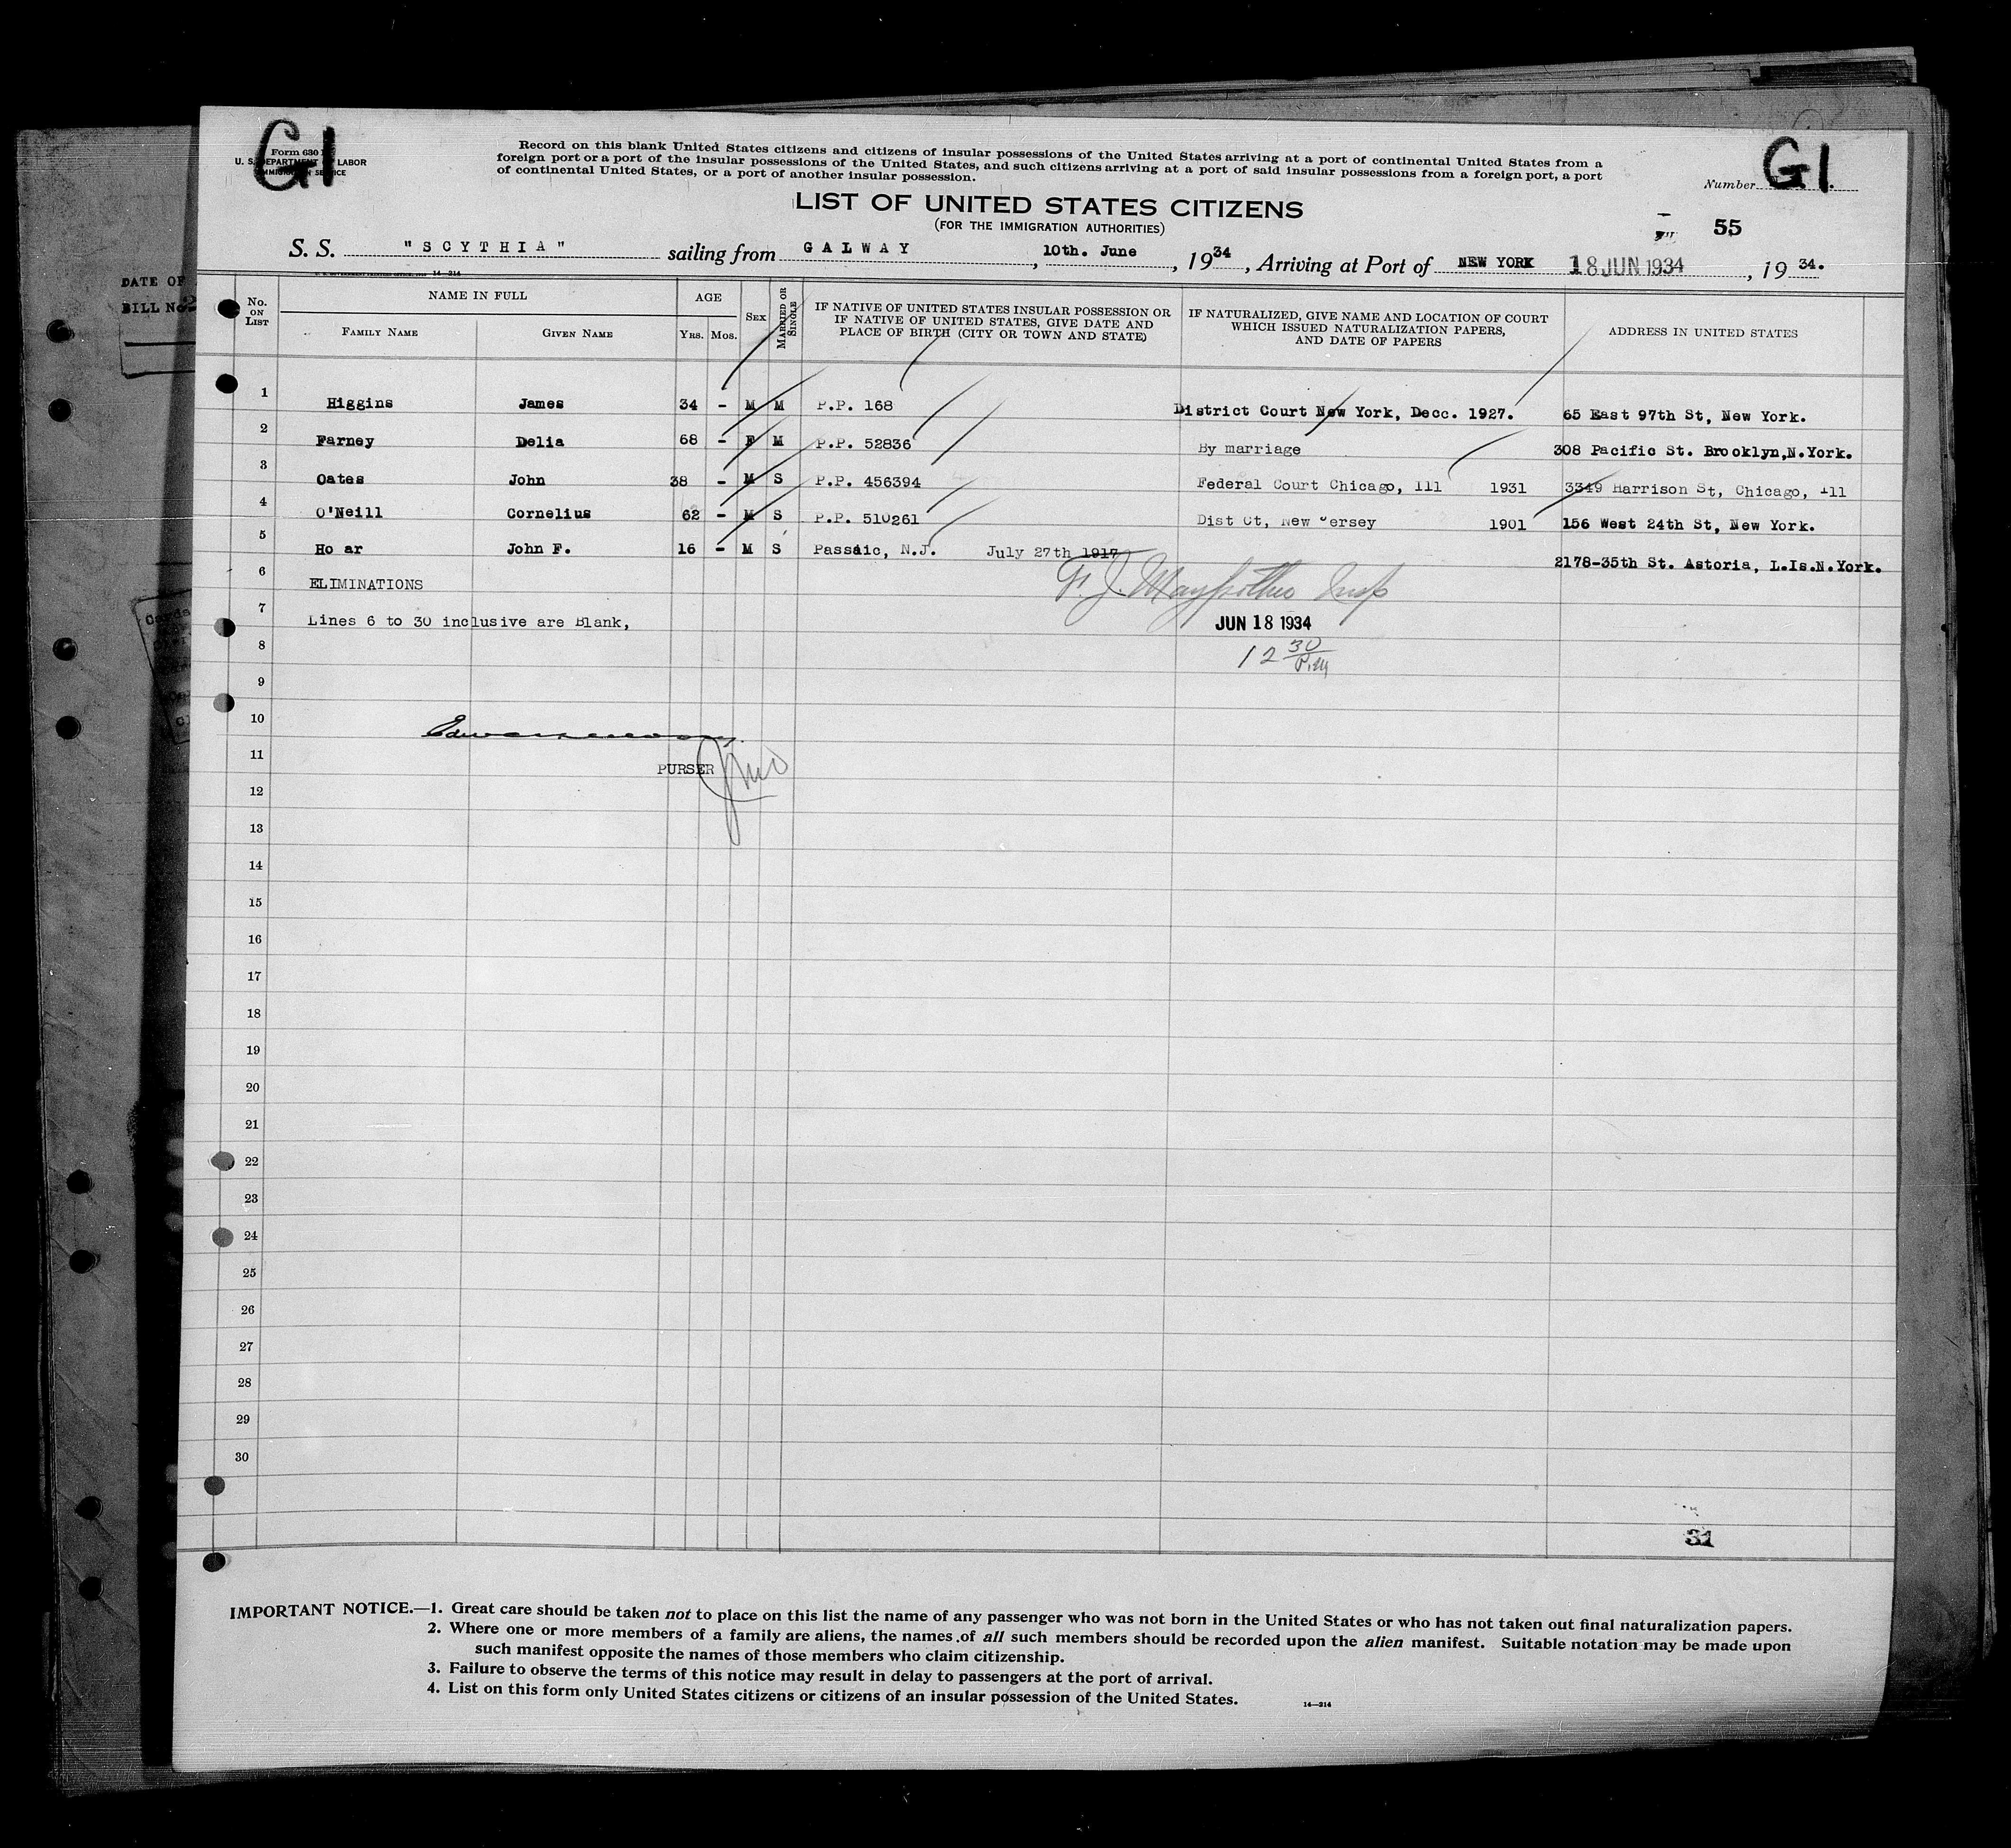 G1
Form 630
U. S. DEPARTMENT OF LABOR
IMMIGRATION SERVICE
Record on this blank United States citizens and citizens of insular possessions of the United States arriving at a port of continental United States from a
foreign port or a port of the insular possessions of the United States, and such citizens arriving at a port of said insular possessions from a foreign port, a port
of continental United States, or a port of another insular possession.
Number G1.
LIST OF UNITED STATES CITIZENS
(FOR THE IMMIGRATION AUTHORITIES)
55
S. S. "SCYTHIA" sailing from GALWAY, 10th. June, 1934, Arriving at Port of NEW YORK 18 JUN 1934, 19 34.
14-214
DATE OF
BILL No
No. ON LIST
NAME IN FULL
FAMILY NAME
GIVEN NAME
AGE
YRS. MOS.
SEX
MARRIED OR SINGLE
IF NATIVE OF UNITED STATES INSULAR POSSESSION OR
IF NATIVE OF UNITED STATES, GIVE DATE AND
PLACE OF BIRTH (CITY OR TOWN AND STATE)
IF NATURALIZED, GIVE NAME AND LOCATION OF COURT
WHICH ISSUED NATURALIZATION PAPERS,
AND DATE OF PAPERS
ADDRESS IN UNITED STATES
1 Higgins James 34 - M M P.P. 168 District Court New York, Decc. 1927. 65 East 97th St, New York.
2 Farney Delia 68 - F M P.P. 52836 By marriage 308 Pacific St. Brooklyn,N.York.
3 Oates John 38 - M S P.P. 456394 Federal Court Chicago, Ill 1931 3349 Harrison St, Chicago, Ill
4 O'Neill Cornelius 62 - M S P.P. 510261 Dist Ct, New Jersey 1901 156 West 24th St, New York.
5 Ho ar John F. 16 - M S Passaic, N.J. July 27th 1917 2178-35th St. Astoria, L.Is.N.York.
6 ELIMINATIONS
7 Lines 6 to 30 inclusive are Blank,
JUN 18 1934
8
12 30 P.M
9
10
11
PURSER
12
13
14
15
16
17
18
19
20
21
22
23
24
25
26
27
28
29
30
31
IMPORTANT NOTICE.—1. Great care should be taken not to place on this list the name of any passenger who was not born in the United States or who has not taken out final naturalization papers.
2. Where one or more members of a family are aliens, the names of all such members should be recorded upon the alien manifest. Suitable notation may be made upon
such manifest opposite the names of those members who claim citizenship.
3. Failure to observe the terms of this notice may result in delay to passengers at the port of arrival.
4. List on this form only United States citizens or citizens of an insular possession of the United States.
14—214